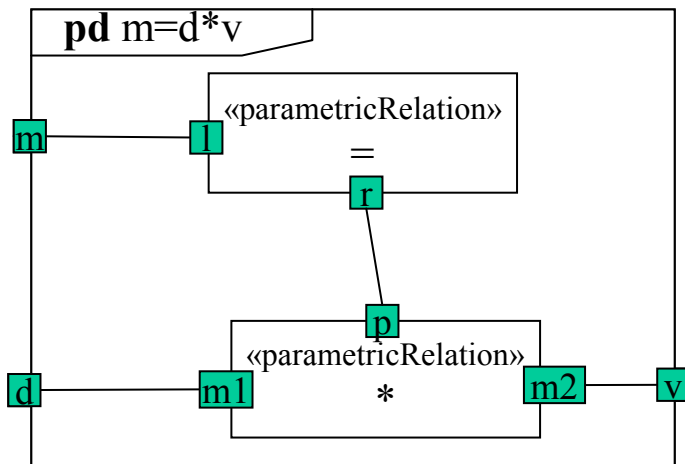 pd m=d*v
«parametricRelation»
m
l
=
r
p
«parametricRelation»
d
m1
*
m2
v